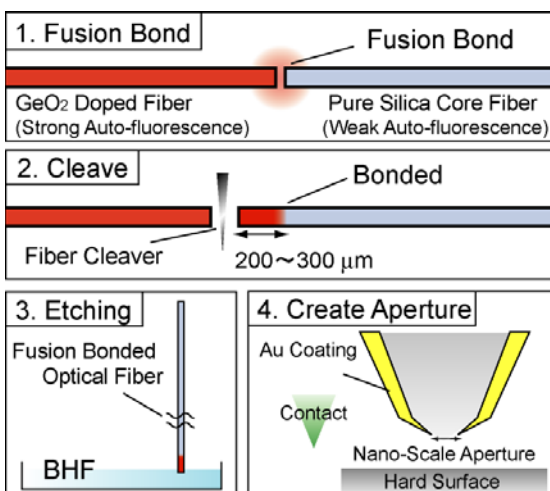 1. Fusion Bond
Fusion Bond
GeO₂ Doped Fiber
(Strong Auto-fluorescence)
Pure Silica Core Fiber
(Weak Auto-fluorescence)
2. Cleave
Bonded
Fiber Cleaver
200～300 μm
3. Etching
Fusion Bonded
Optical Fiber
BHF
4. Create Aperture
Au Coating
Contact
Nano-Scale Aperture
Hard Surface